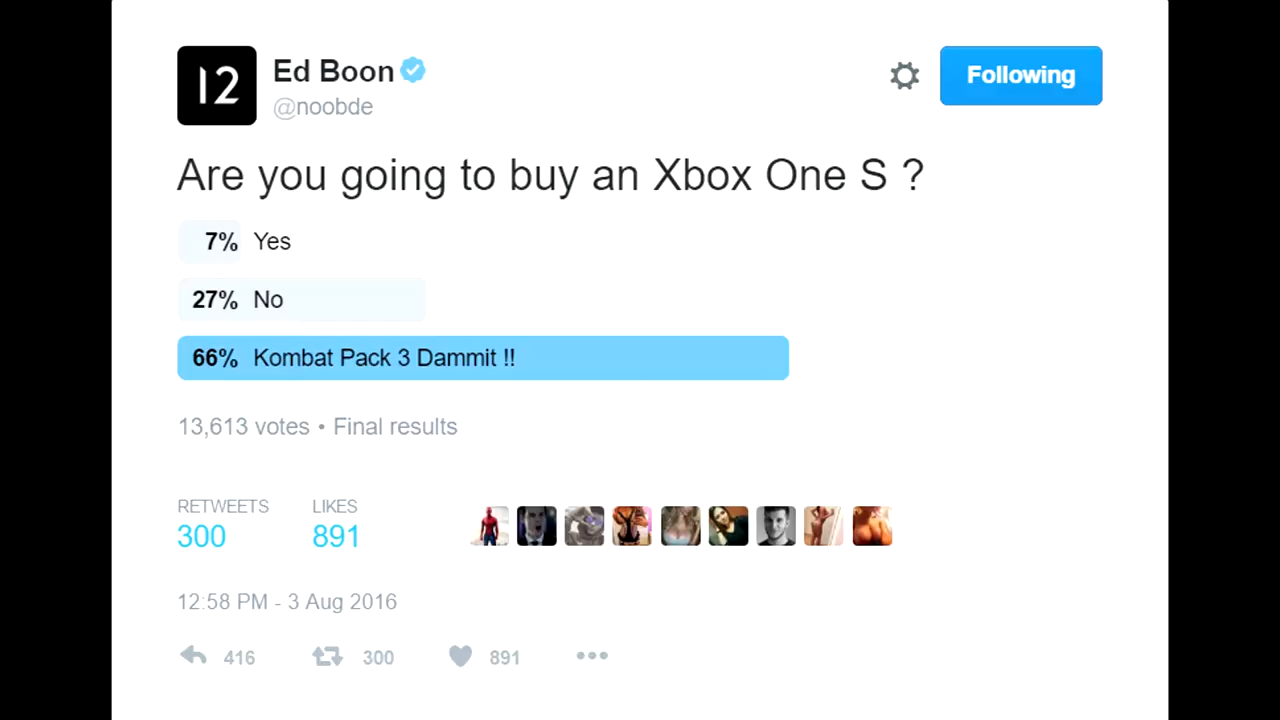 12
Ed Boon
@noobde
Following
Are you going to buy an Xbox One S ?
7% Yes
27% No
66% Kombat Pack 3 Dammit !!
13,613 votes • Final results
RETWEETS LIKES
300 891
12:58 PM - 3 Aug 2016
416 300 891